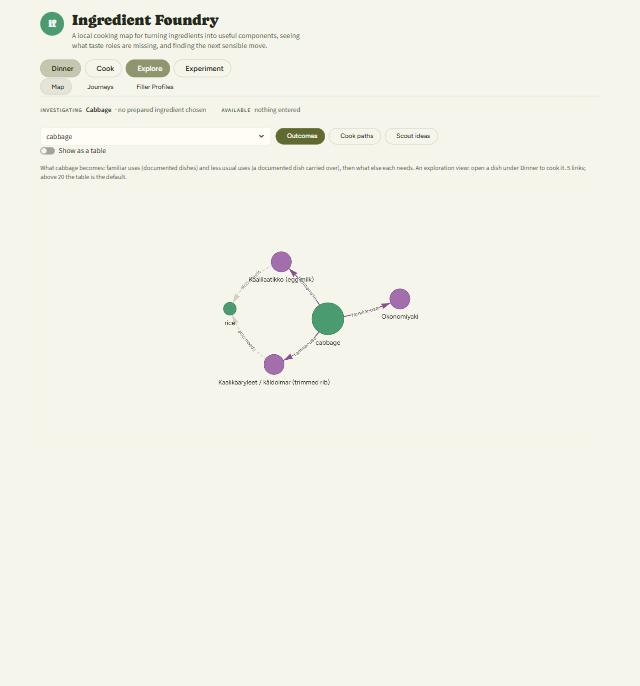 If
Ingredient Foundry
A local cooking map for turning ingredients into useful components, seeing
what taste roles are missing, and finding the next sensible move.
Dinner Cook Explore Experiment
Map Journeys Filler Profiles
INVESTIGATING Cabbage · no prepared ingredient chosen AVAILABLE nothing entered
cabbage Outcomes Cook paths Scout ideas
Show as a table
What cabbage becomes: familiar uses (documented dishes) and less usual uses (a documented dish carried over), then what else each needs. An exploration view: open a dish under Dinner to cook it. 5 links;
above 20 the table is the default.
Kaalilaatikko (egg-milk)
rice
Okonomiyaki
cabbage
Kaalikääryleet / kåldolmar (trimmed rib)